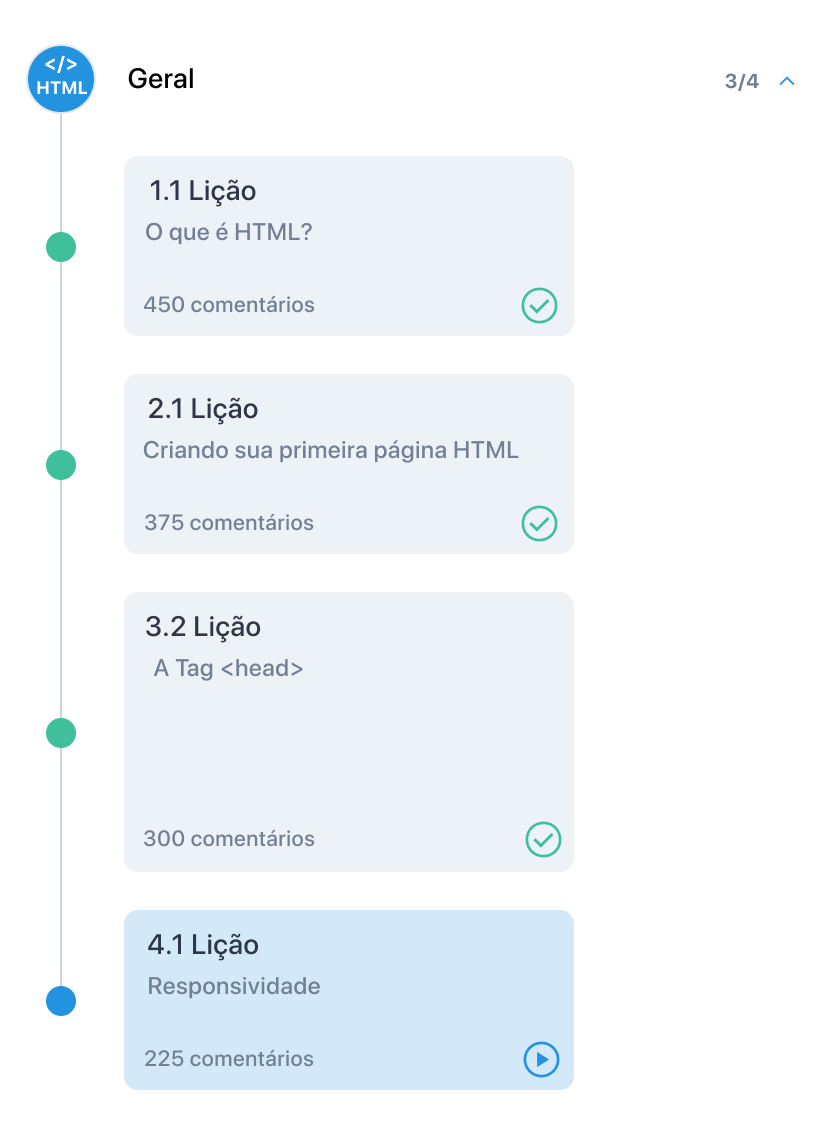 </>
HTML
Geral
3/4
1.1 Lição
O que é HTML?
450 comentários
2.1 Lição
Criando sua primeira página HTML
375 comentários
3.2 Lição
A Tag <head>
300 comentários
4.1 Lição
Responsividade
225 comentários